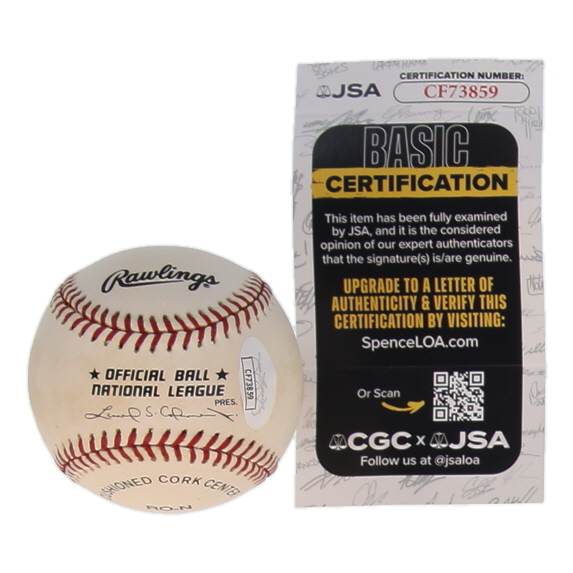 Rawlings
OFFICIAL BALL
NATIONAL LEAGUE
PRES.
CUSHIONED CORK CENTER
RO-N
CF73859
JSA
CERTIFICATION NUMBER:
CF73859
BASIC
CERTIFICATION
This item has been fully examined
by JSA, and it is the considered
opinion of our expert authenticators
that the signature(s) is/are genuine.
UPGRADE TO A LETTER OF
AUTHENTICITY & VERIFY THIS
CERTIFICATION BY VISITING:
SpenceLOA.com
Or Scan
CGC x JSA
Follow us at @jsaloa